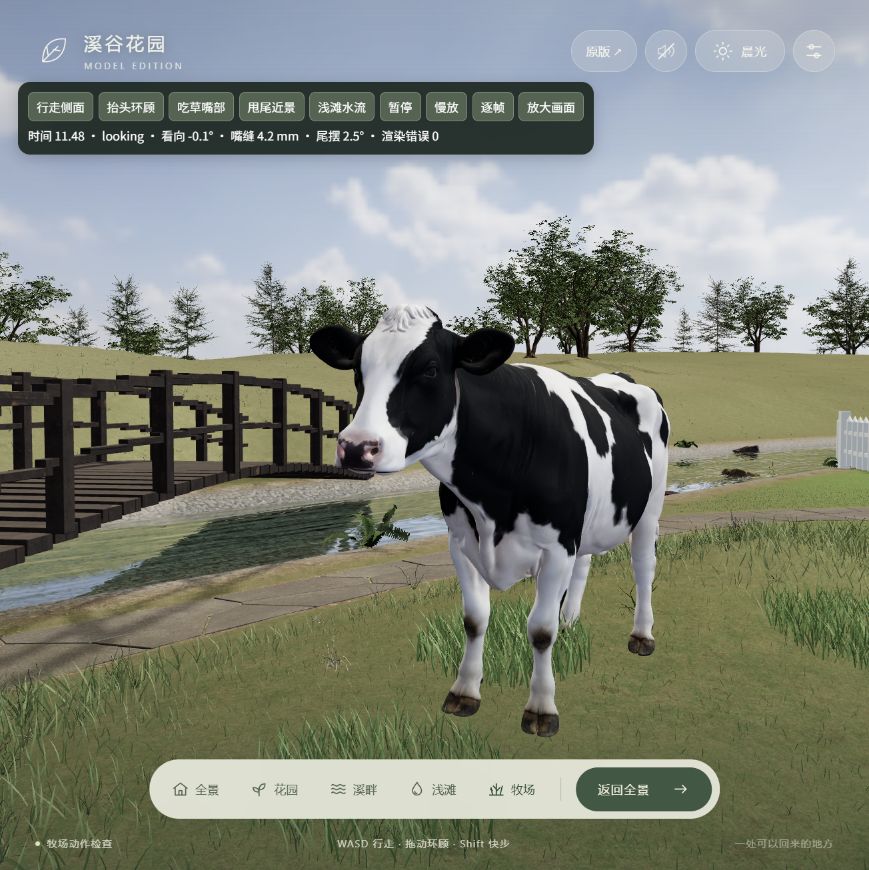 溪谷花园
MODEL EDITION
原版 ↗
晨光
行走侧面 抬头环顾 吃草嘴部 甩尾近景 浅滩水流 暂停 慢放 逐帧 放大画面
时间 11.48 · looking · 看向 -0.1° · 嘴缝 4.2 mm · 尾摆 2.5° · 渲染错误 0
全景 花园 溪畔 浅滩 牧场 返回全景 →
牧场动作检查
WASD 行走 · 拖动环顾 · Shift 快步
一处可以回来的地方